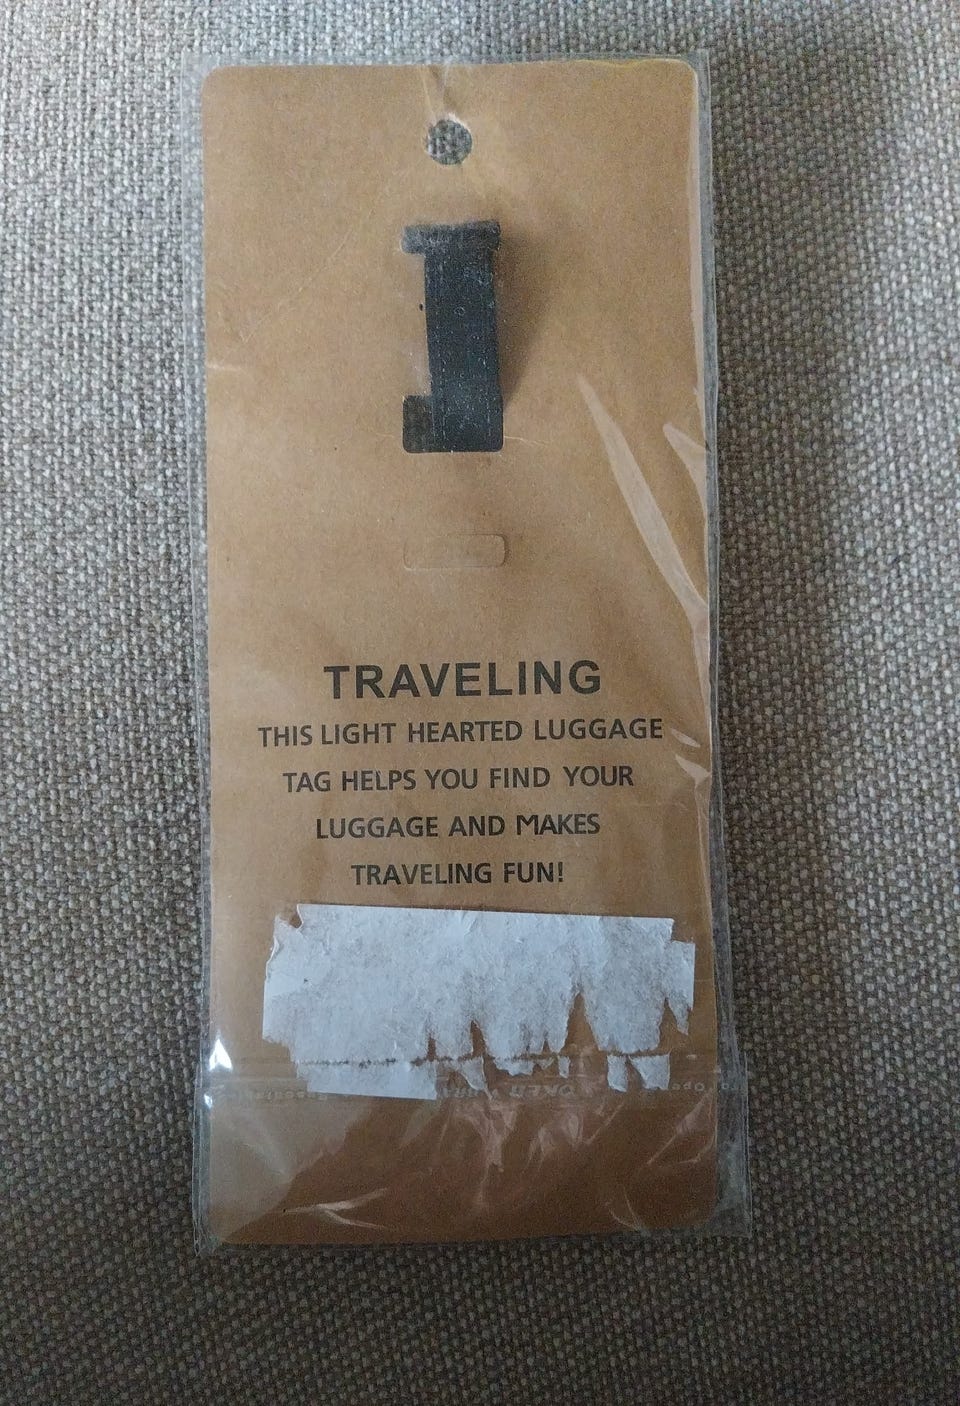 TRAVELING
THIS LIGHT HEARTED LUGGAGE
TAG HELPS YOU FIND YOUR
LUGGAGE AND MAKES
TRAVELING FUN!